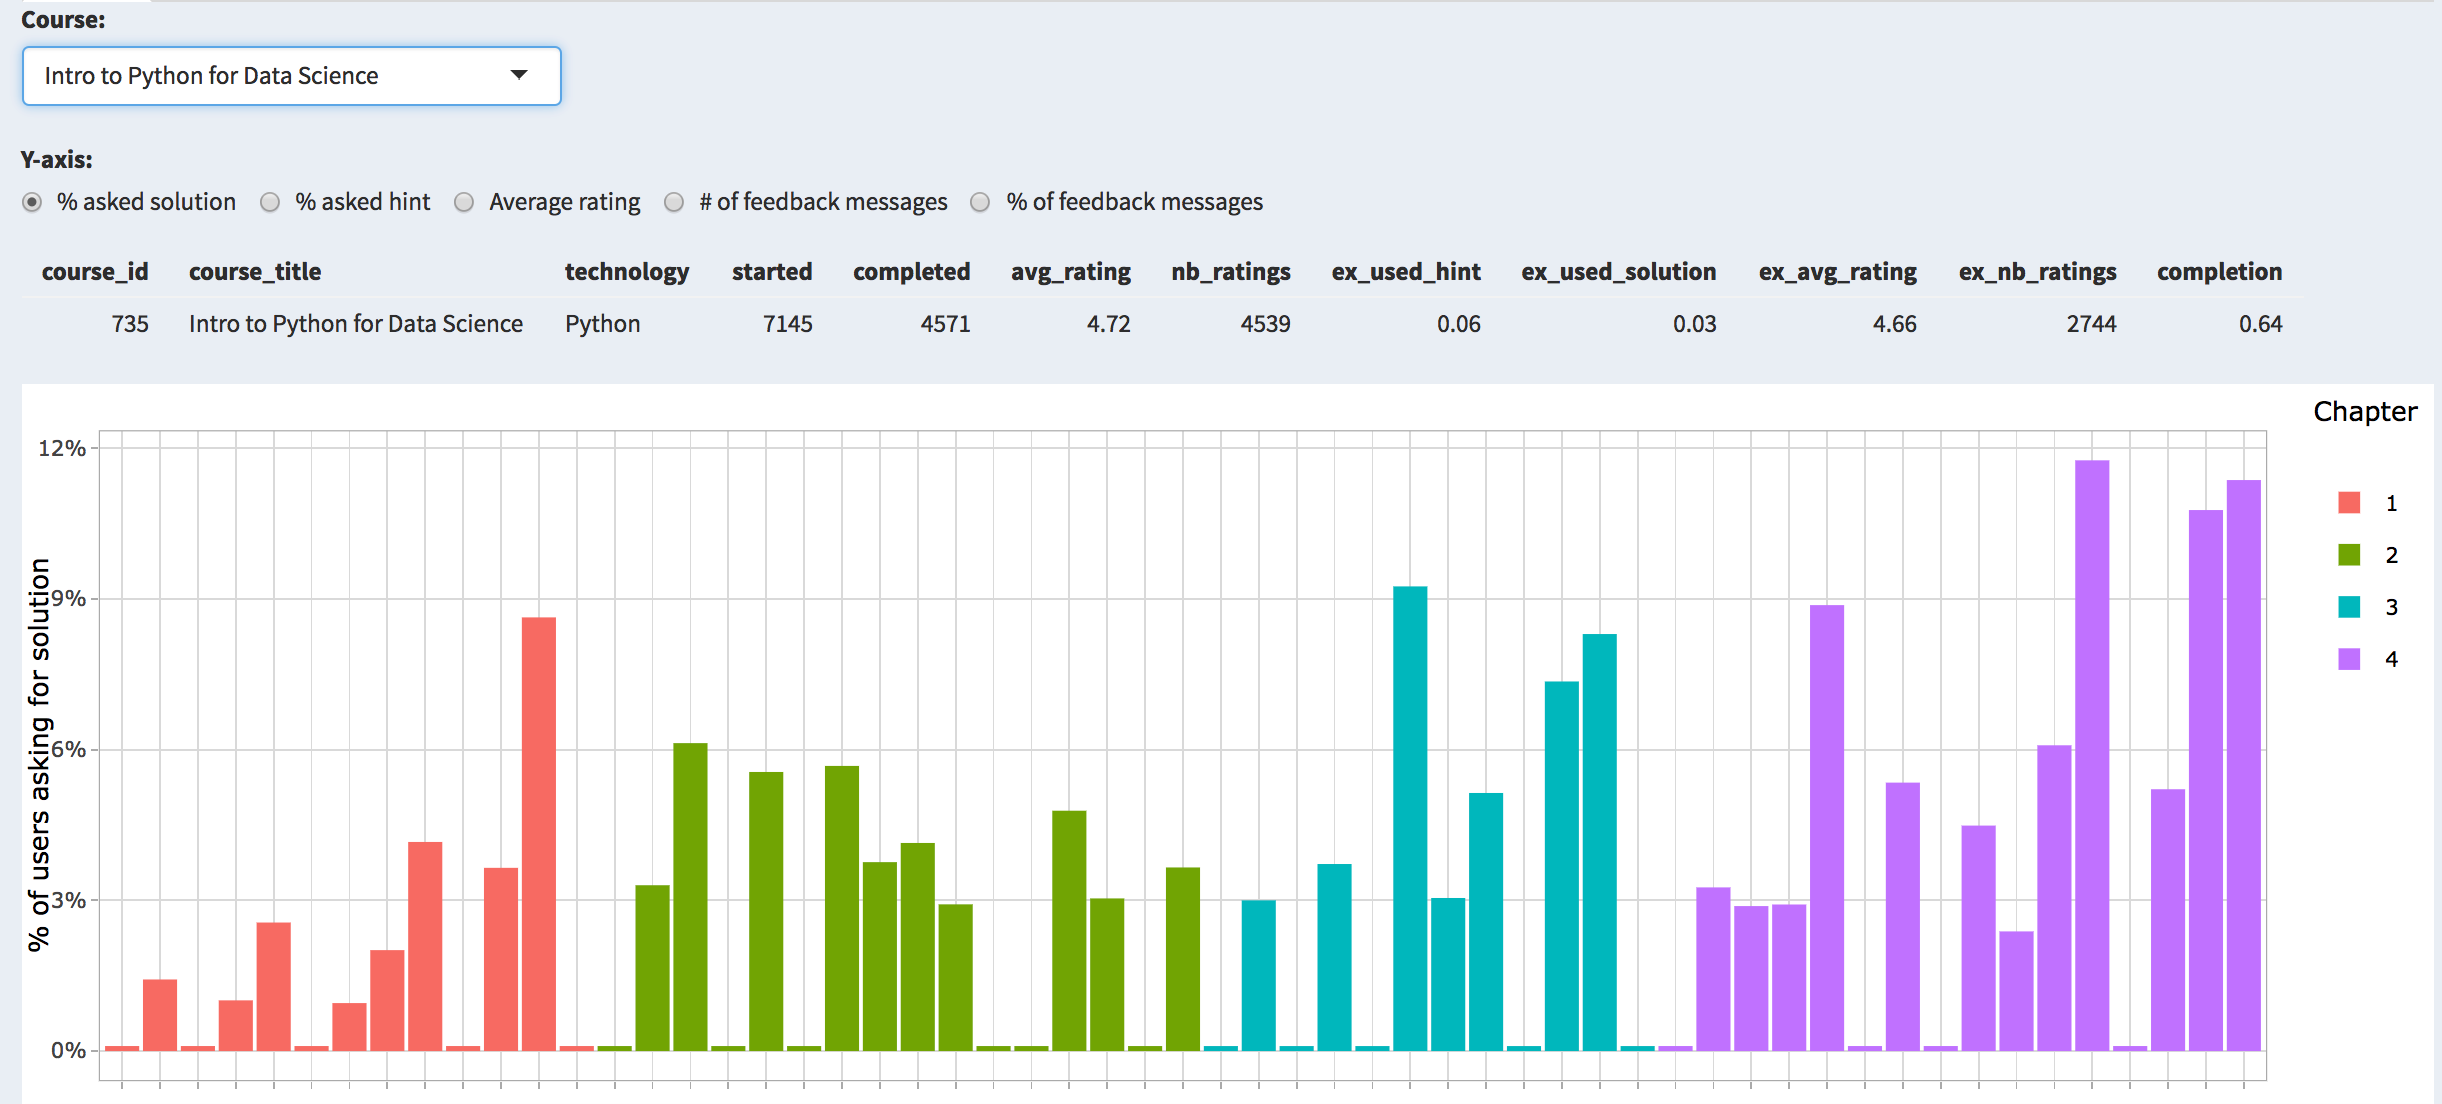 Course:
Intro to Python for Data Science
Y-axis:
% asked solution % asked hint Average rating # of feedback messages % of feedback messages
course_id course_title technology started completed avg_rating nb_ratings ex_used_hint ex_used_solution ex_avg_rating ex_nb_ratings completion
735 Intro to Python for Data Science Python 7145 4571 4.72 4539 0.06 0.03 4.66 2744 0.64
Chapter
1
2
3
4
% of users asking for solution
12%
9%
6%
3%
0%